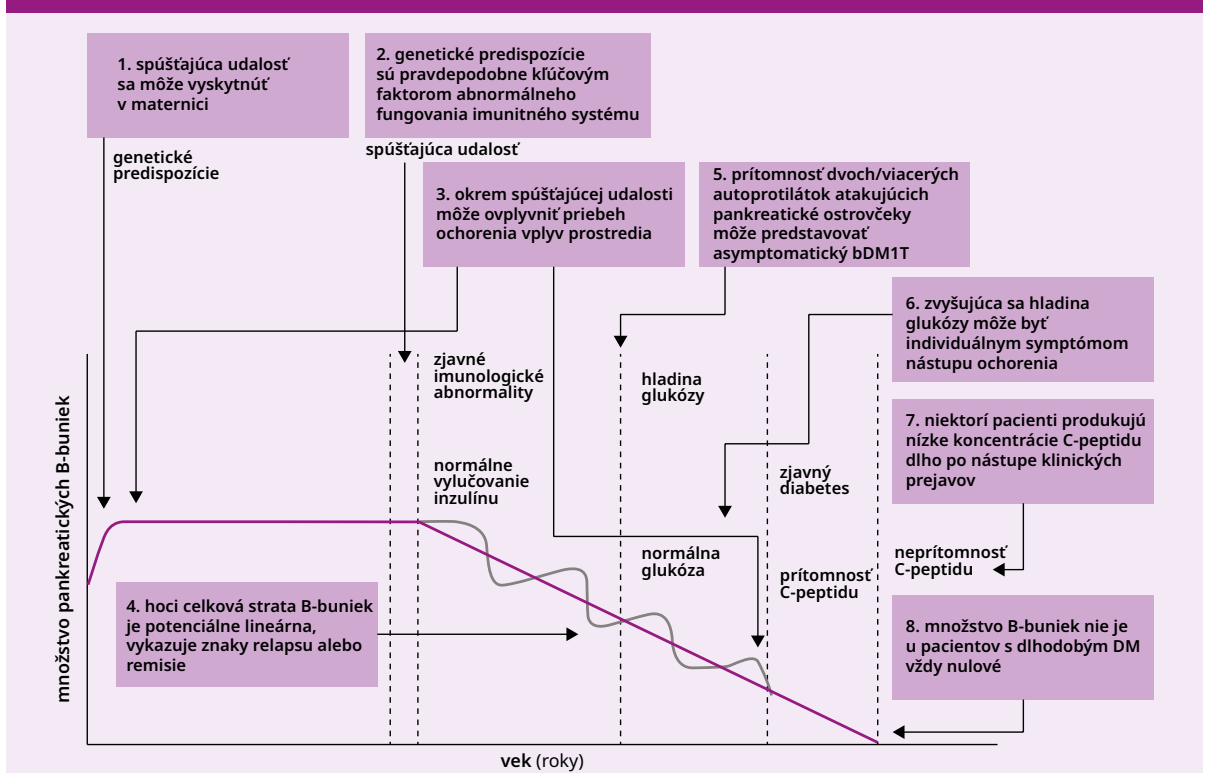 1. spúšťajúca udalosť
sa môže vyskytnúť
v maternici
2. genetické predispozície
sú pravdepodobne kľúčovým
faktorom abnormálneho
fungovania imunitného systému
genetické
predispozície
spúšťajúca udalosť
3. okrem spúšťajúcej udalosti
môže ovplyvniť priebeh
ochorenia vplyv prostredia
5. prítomnosť dvoch/viacerých
autoprotilátok atakujúcich
pankreatické ostrovčeky
môže predstavovať
asymptomatický bDM1T
6. zvyšujúca sa hladina
glukózy môže byť
individuálnym symptómom
nástupu ochorenia
zjavné
imunologické
abnormality
hladina
glukózy
7. niektorí pacienti produkujú
nízke koncentrácie C-peptidu
dlho po nástupe klinických
prejavov
množstvo pankreatických B-buniek
normálne
vylučovanie
inzulínu
zjavný
diabetes
normálna
glukóza
prítomnosť
C-peptidu
neprítomnosť
C-peptidu
4. hoci celková strata B-buniek
je potenciálne lineárna,
vykazuje znaky relapsu alebo
remisie
8. množstvo B-buniek nie je
u pacientov s dlhodobým DM
vždy nulové
vek (roky)